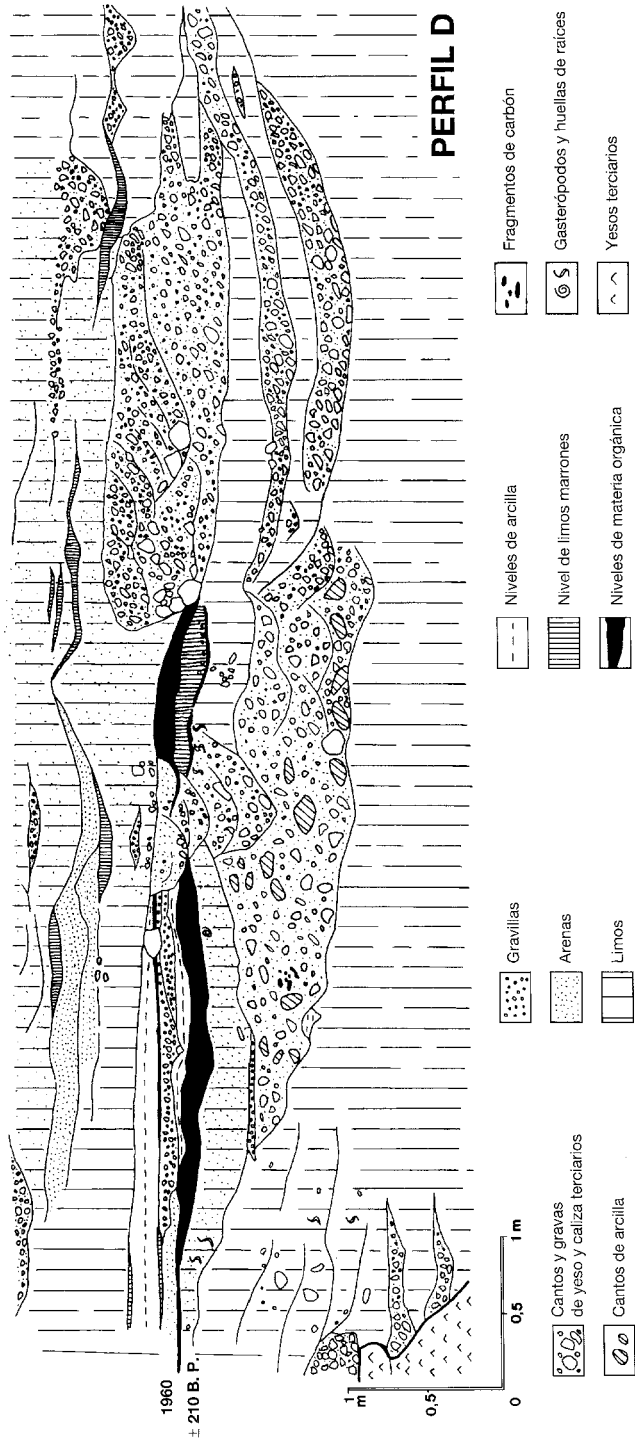 PERFIL D
1960
± 210 B. P.
1
m
0,5
0
0,5
1 m
Cantos y gravas
de yeso y caliza terciarios
Cantos de arcilla
Gravillas
Arenas
Limos
Niveles de arcilla
Nivel de limos marrones
Niveles de materia orgánica
Fragmentos de carbón
Gasterópodos y huellas de raíces
Yesos terciarios